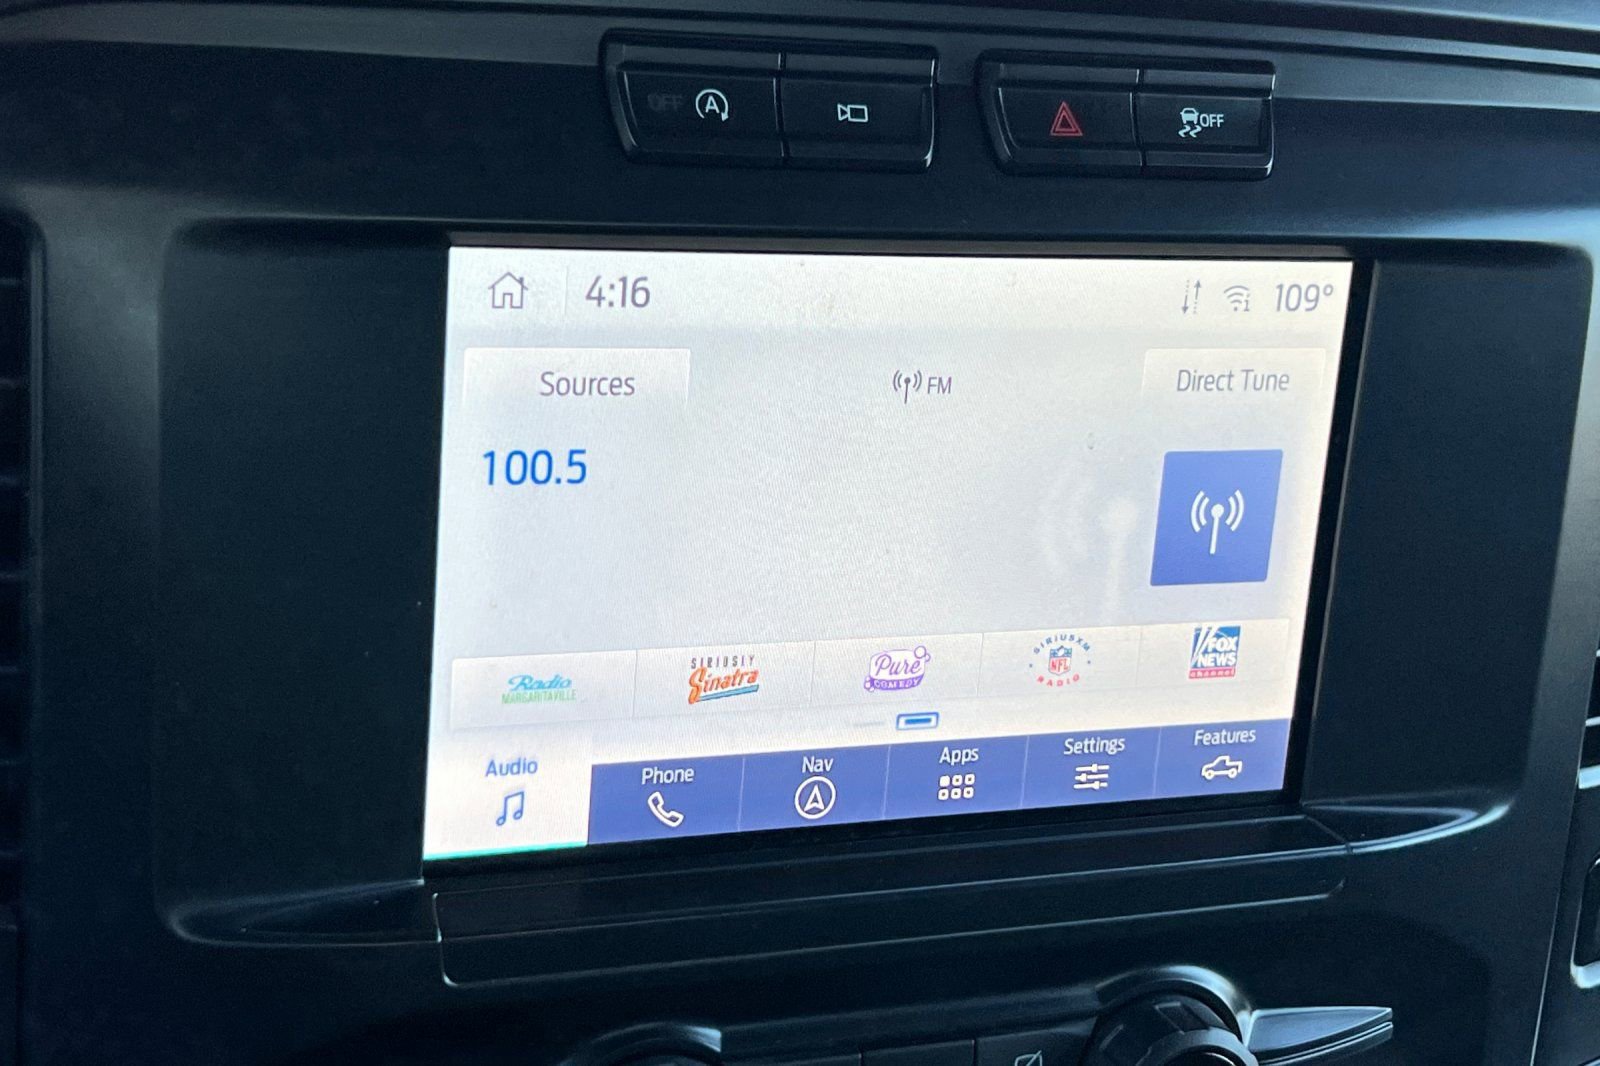 OFF A
OFF
4:16 109°
Sources FM Direct Tune
100.5
Radio
MARGARITAVILLE
SIRIUSLY
Sinatra
Pure
COMEDY
SIRIUSXM
NFL
RADIO
FOX
NEWS
channel
Audio Phone Nav Apps Settings Features